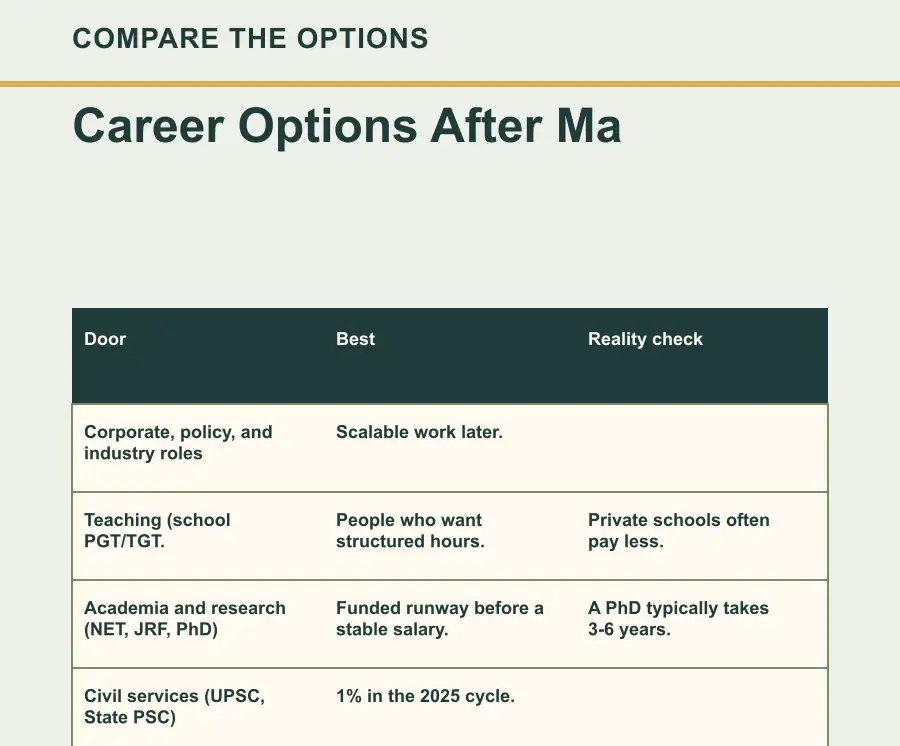 COMPARE THE OPTIONS
Career Options After Ma
Door
Best
Reality check
Corporate, policy, and
industry roles
Scalable work later.
Teaching (school
PGT/TGT.
People who want
structured hours.
Private schools often
pay less.
Academia and research
(NET, JRF, PhD)
Funded runway before a
stable salary.
A PhD typically takes
3-6 years.
Civil services (UPSC,
State PSC)
1% in the 2025 cycle.